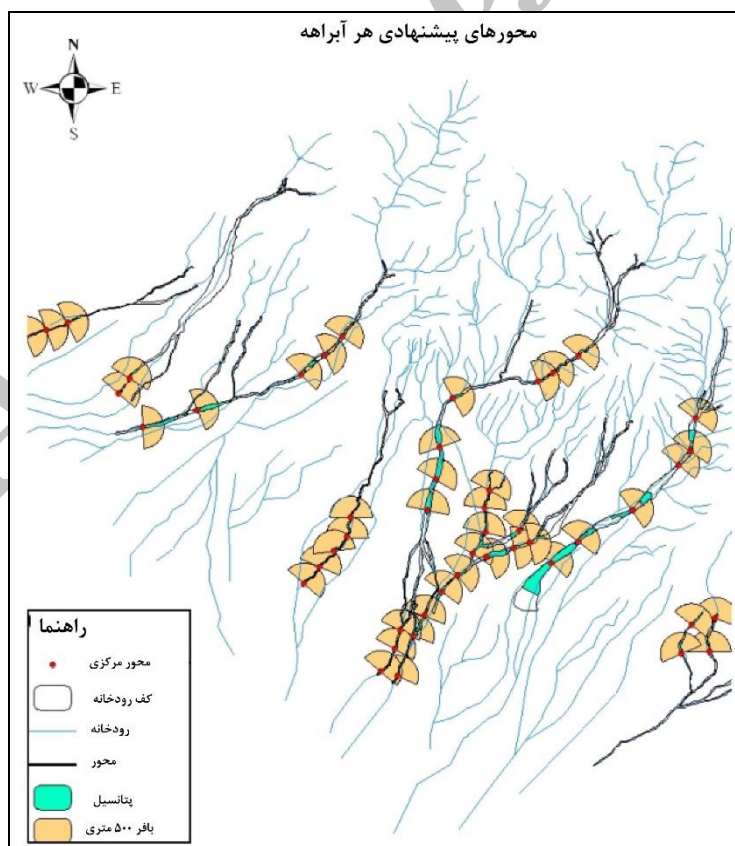 محورهای پیشنهادی هر آبراهه
N
W E
S
راهنما
محور مرکزی
کف رودخانه
رودخانه
محور
پتانسیل
بافر ۵۰۰ متری